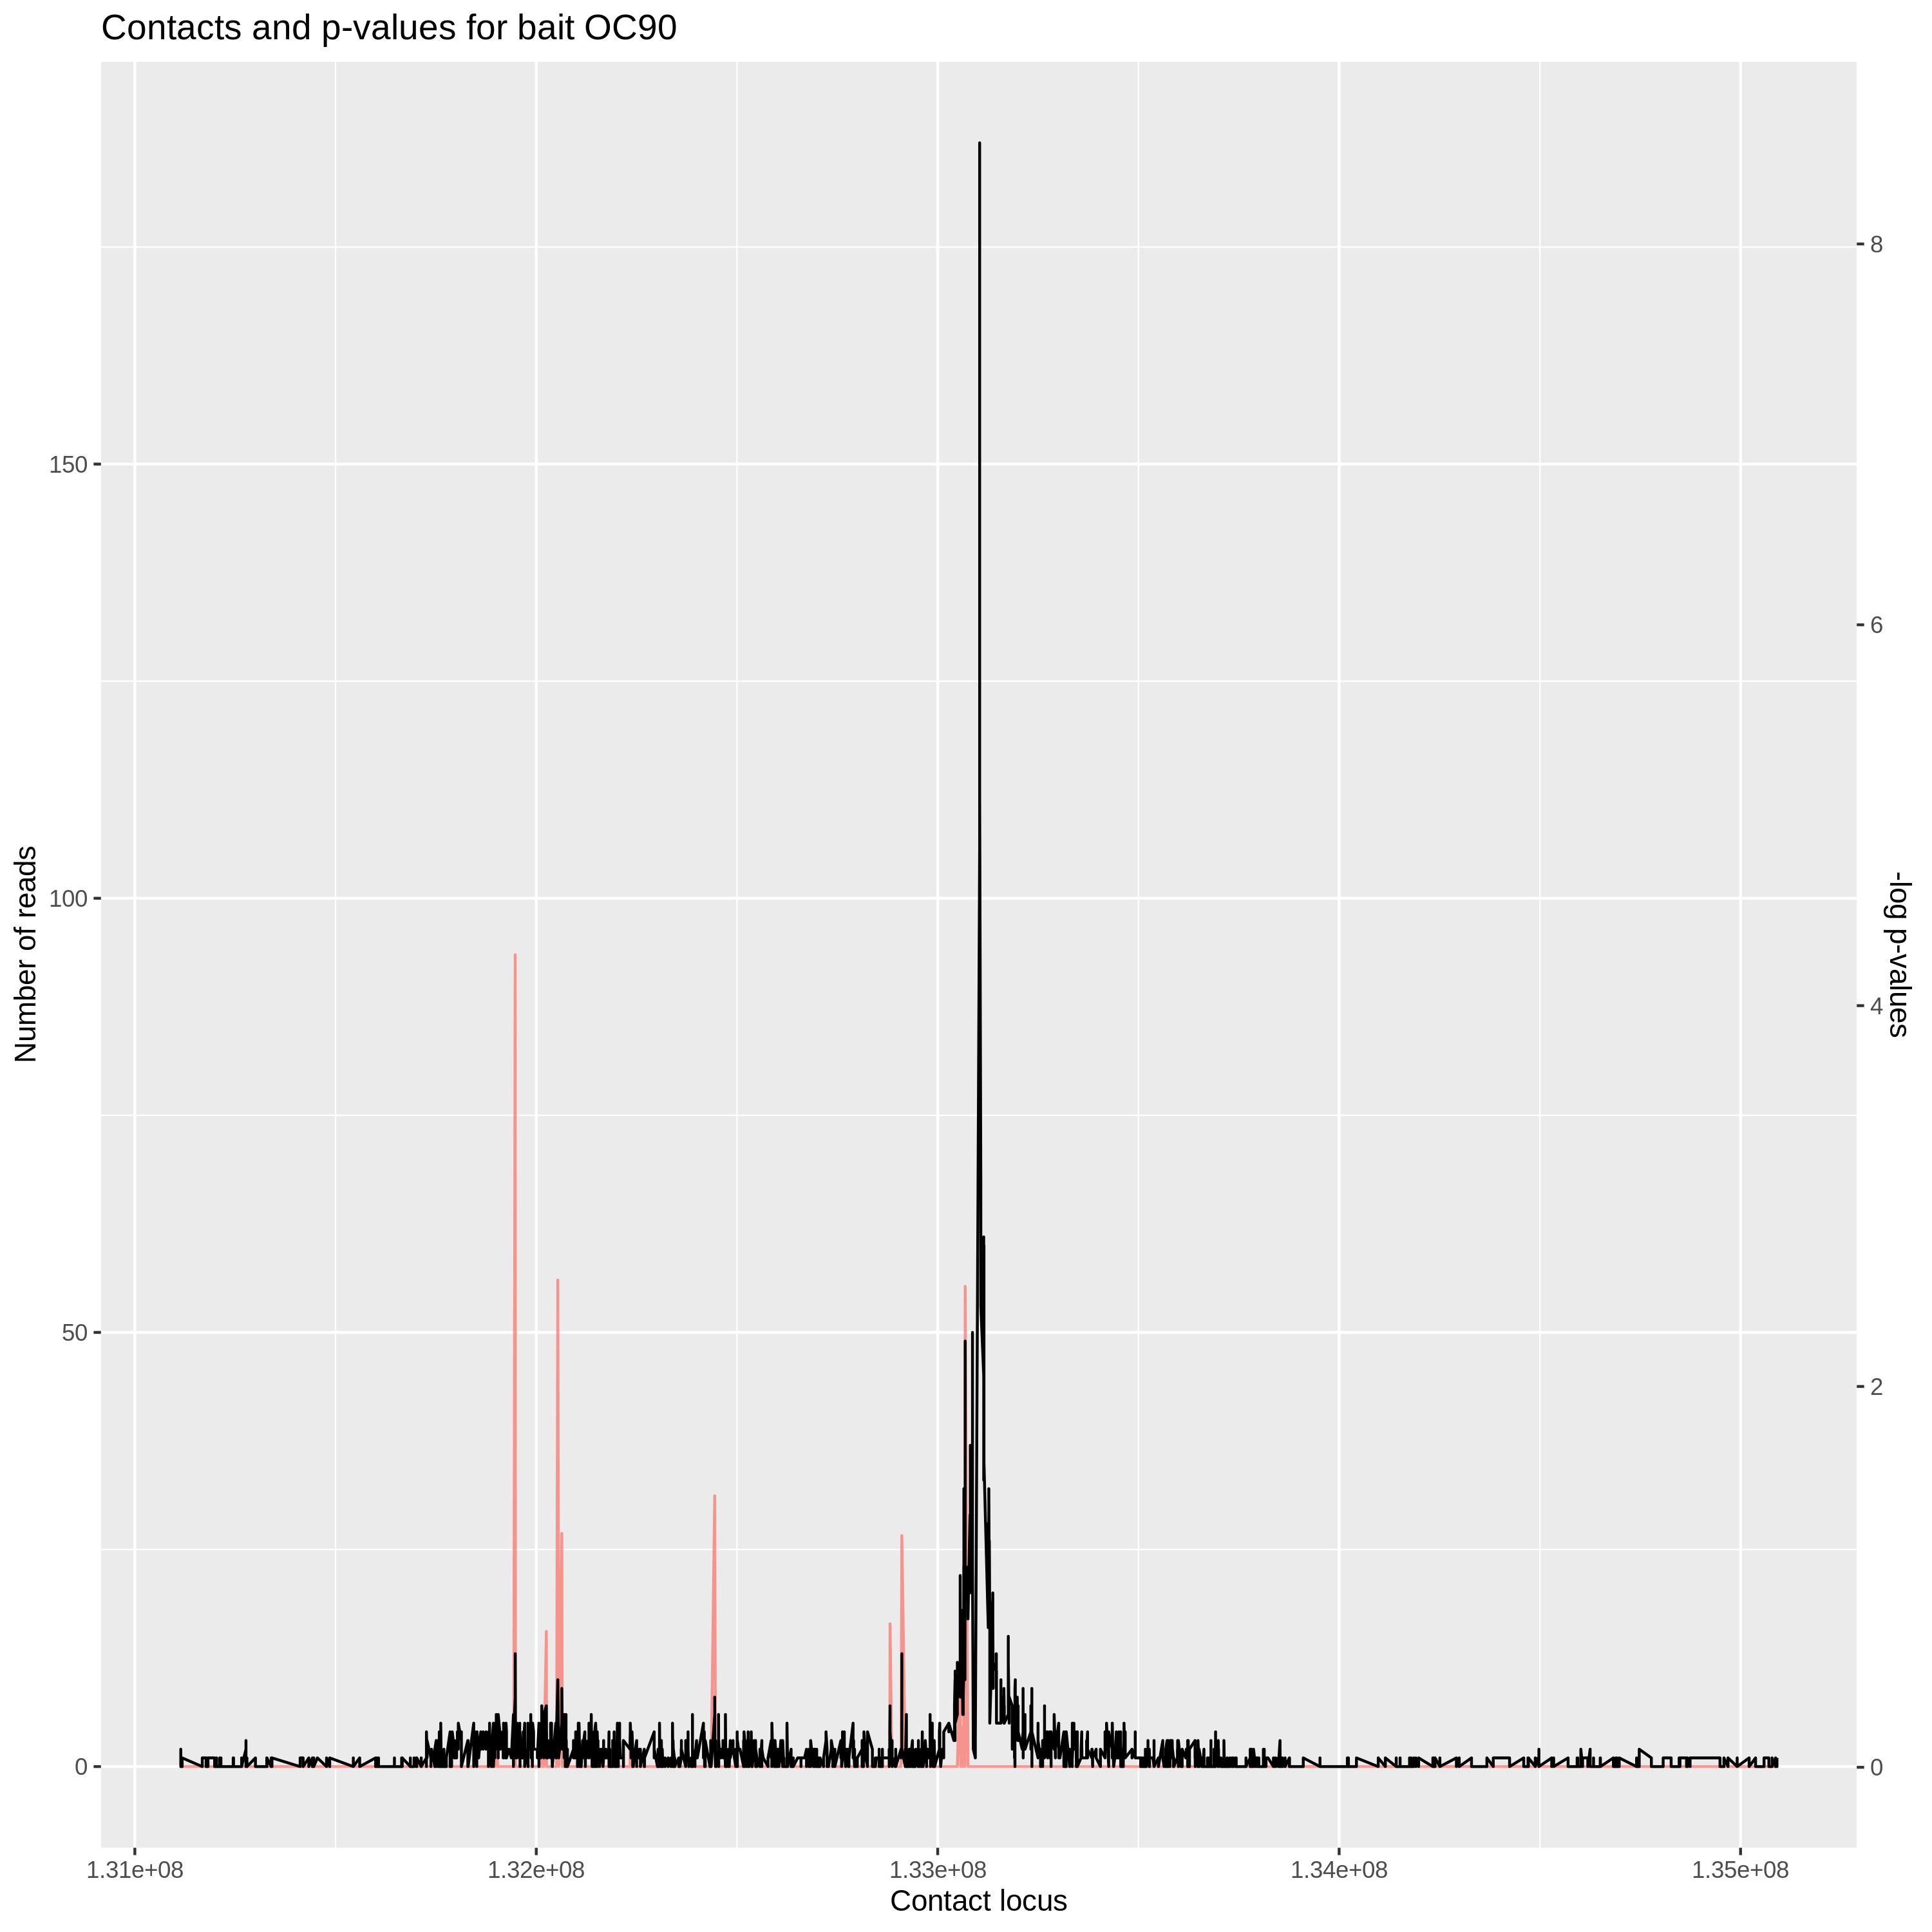 Contacts and p-values for bait OC90
Number of reads
150
100
50
0
8
6
4
2
0
-log p-values
1.31e+08
1.32e+08
1.33e+08
1.34e+08
1.35e+08
Contact locus